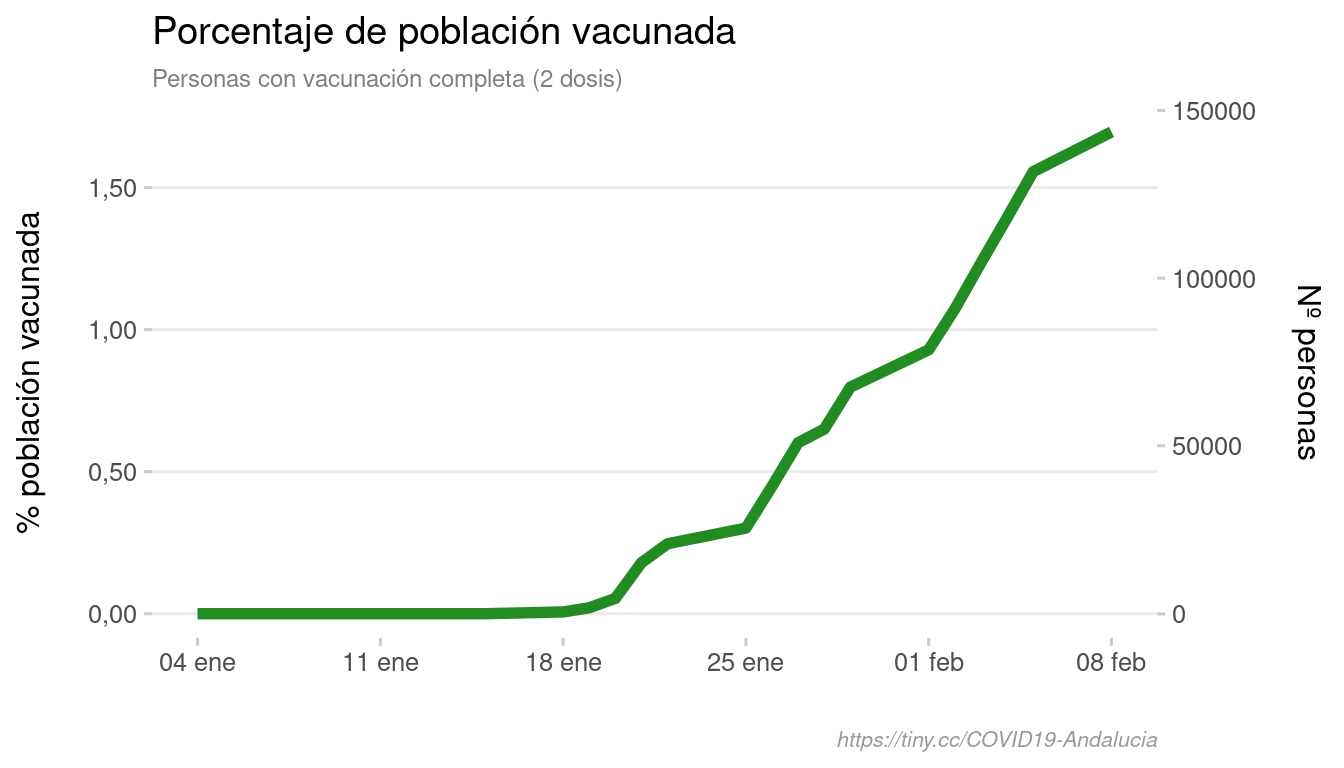 Porcentaje de población vacunada
Personas con vacunación completa (2 dosis)
% población vacunada
1,50
1,00
0,50
0,00
150000
100000
50000
0
Nº personas
04 ene
11 ene
18 ene
25 ene
01 feb
08 feb
https://tiny.cc/COVID19-Andalucia